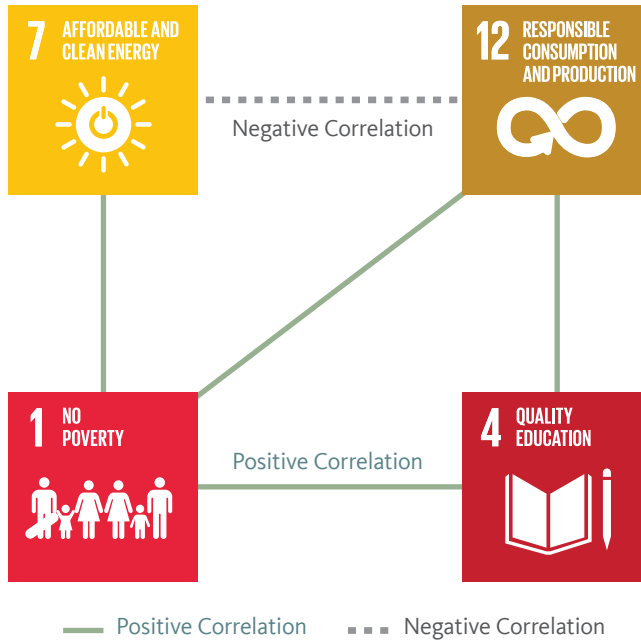 7 AFFORDABLE AND
CLEAN ENERGY
12 RESPONSIBLE
CONSUMPTION
AND PRODUCTION
Negative Correlation
1 NO
POVERTY
4 QUALITY
EDUCATION
Positive Correlation
Positive Correlation
Negative Correlation